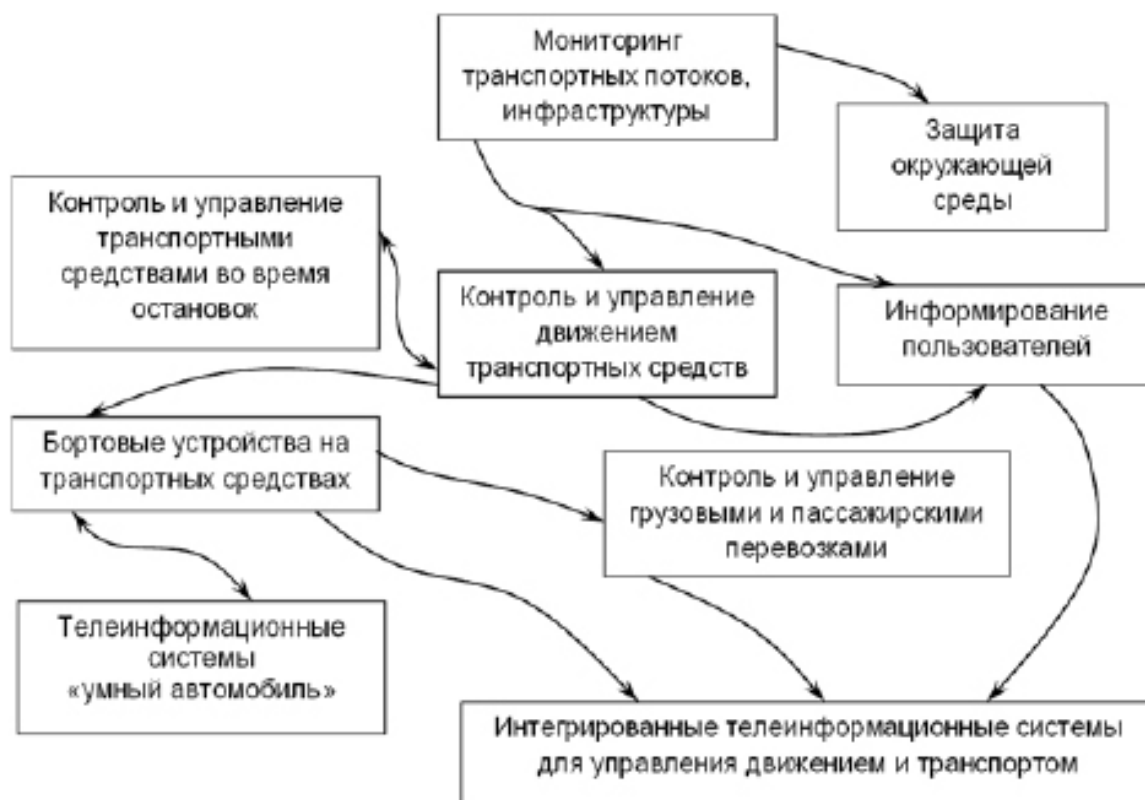 Мониторинг
транспортных потоков,
инфраструктуры
Защита
окружающей
среды
Контроль и управление
транспортными
средствами во время
остановок
Контроль и управление
движением
транспортных средств
Информирование
пользователей
Бортовые устройства на
транспортных средствах
Контроль и управление
грузовыми и пассажирскими
перевозками
Телеинформационные
системы
«умный автомобиль»
Интегрированные телеинформационные системы
для управления движением и транспортом